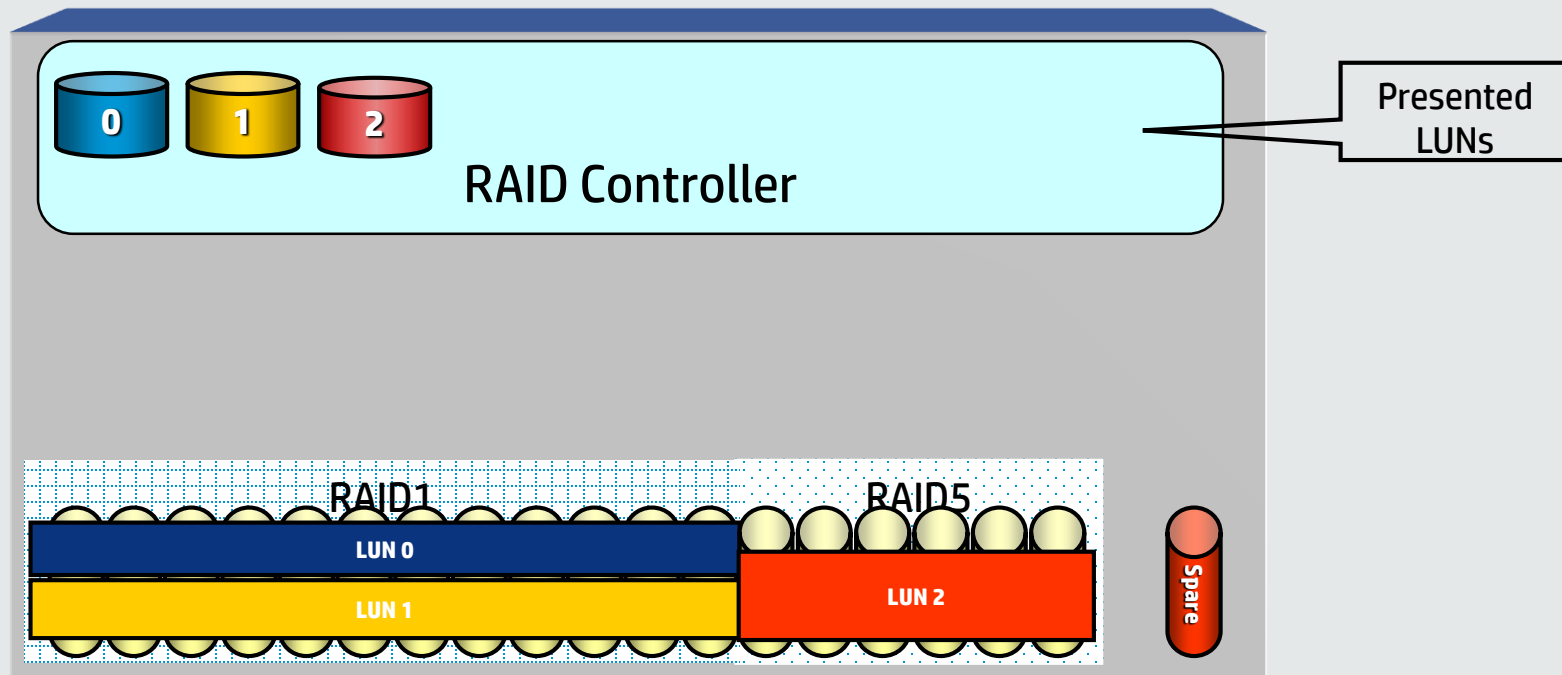 0
1
2
RAID Controller
Presented
LUNs
RAID1
RAID5
LUN 0
LUN 1
LUN 2
Spare